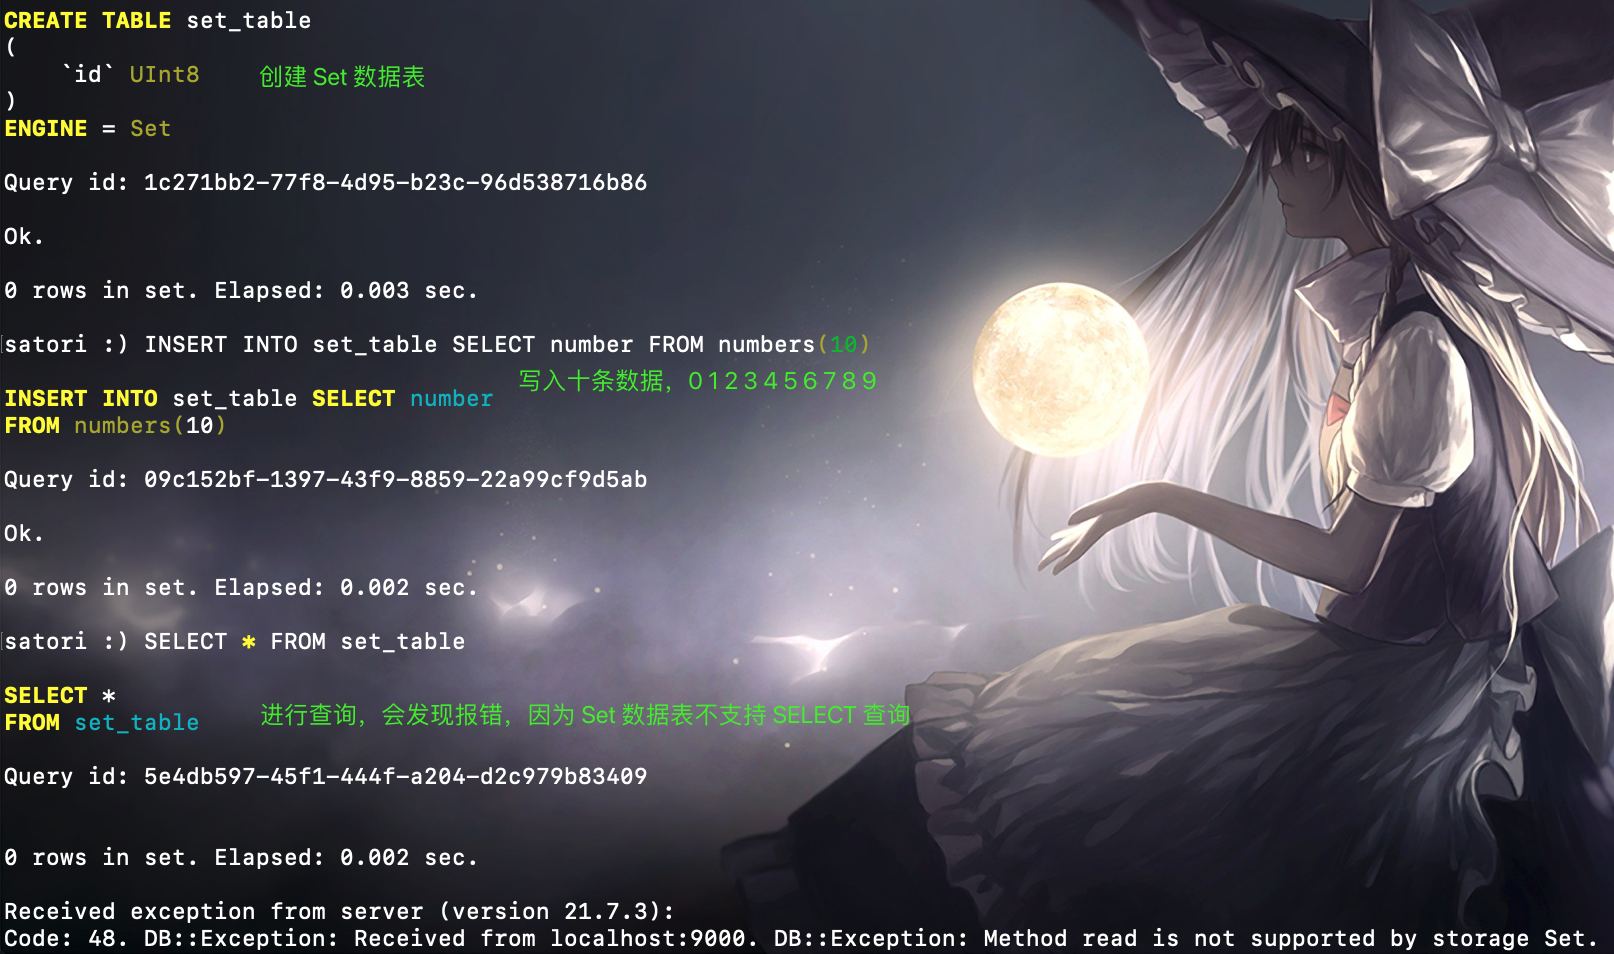 CREATE TABLE set_table
(
    `id` UInt8 创建 Set 数据表
)
ENGINE = Set
Query id: 1c271bb2-77f8-4d95-b23c-96d538716b86
Ok.
0 rows in set. Elapsed: 0.003 sec.
satori :) INSERT INTO set_table SELECT number FROM numbers(10)
写入十条数据，0 1 2 3 4 5 6 7 8 9
INSERT INTO set_table SELECT number
FROM numbers(10)
Query id: 09c152bf-1397-43f9-8859-22a99cf9d5ab
Ok.
0 rows in set. Elapsed: 0.002 sec.
satori :) SELECT * FROM set_table
SELECT *
FROM set_table 进行查询，会发现报错，因为 Set 数据表不支持 SELECT 查询
Query id: 5e4db597-45f1-444f-a204-d2c979b83409
0 rows in set. Elapsed: 0.002 sec.
Received exception from server (version 21.7.3):
Code: 48. DB::Exception: Received from localhost:9000. DB::Exception: Method read is not supported by storage Set.